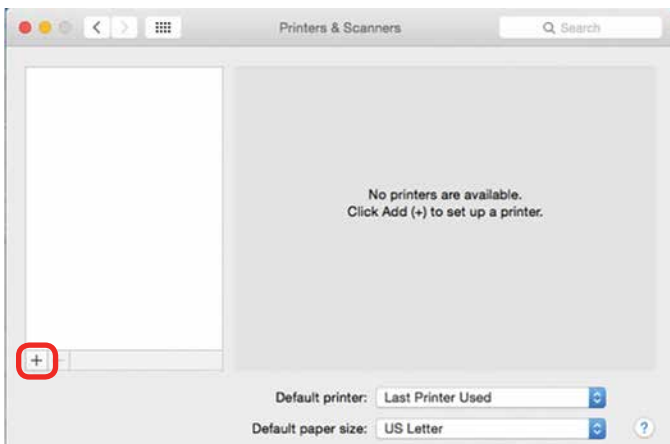 Printers & Scanners
Search
No printers are available.
Click Add (+) to set up a printer.
+ −
Default printer: Last Printer Used
Default paper size: US Letter
?